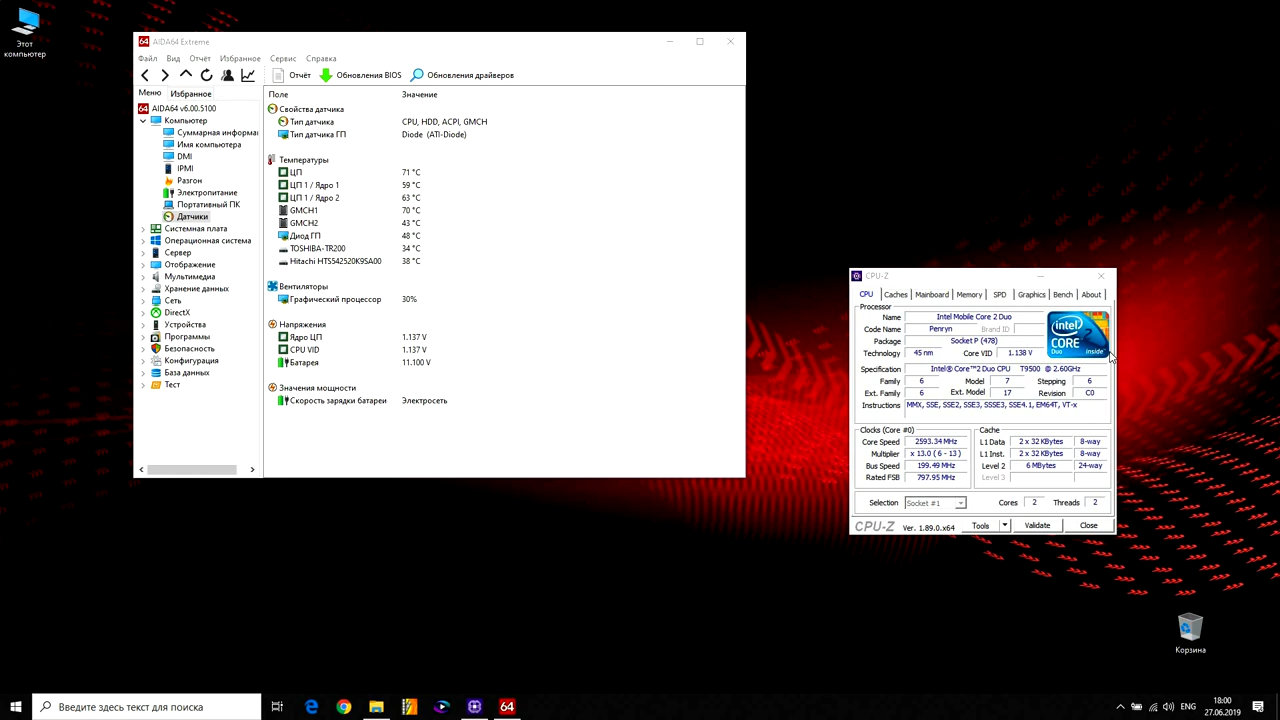 Этот
компьютер
64 AIDA64 Extreme
Файл Вид Отчёт Избранное Сервис Справка
Отчёт Обновления BIOS Обновления драйверов
Меню Избранное
64 AIDA64 v6.00.5100
Компьютер
Суммарная информа
Имя компьютера
DMI
IPMI
Разгон
Электропитание
Портативный ПК
Датчики
Системная плата
Операционная система
Сервер
Отображение
Мультимедиа
Хранение данных
Сеть
DirectX
Устройства
Программы
Безопасность
Конфигурация
База данных
Тест
Поле Значение
Свойства датчика
Тип датчика CPU, HDD, ACPI, GMCH
Тип датчика ГП Diode (ATI-Diode)
Температуры
ЦП 71 °C
ЦП 1 / Ядро 1 59 °C
ЦП 1 / Ядро 2 63 °C
GMCH1 70 °C
GMCH2 43 °C
Диод ГП 48 °C
TOSHIBA-TR200 34 °C
Hitachi HTS542520K9SA00 38 °C
Вентиляторы
Графический процессор 30%
Напряжения
Ядро ЦП 1.137 V
CPU VID 1.137 V
Батарея 11.100 V
Значения мощности
Скорость зарядки батареи Электросеть
CPU-Z
CPU Caches Mainboard Memory SPD Graphics Bench About
Processor
Name Intel Mobile Core 2 Duo
Code Name Penryn Brand ID
Package Socket P (478)
Technology 45 nm Core VID 1.138 V
intel CORE 2 Duo inside
Specification Intel® Core™2 Duo CPU T9500 @ 2.60GHz
Family 6 Model 7 Stepping 6
Ext. Family 6 Ext. Model 17 Revision C0
Instructions MMX, SSE, SSE2, SSE3, SSSE3, SSE4.1, EM64T, VT-x
Clocks (Core #0)
Core Speed 2593.34 MHz
Multiplier x 13.0 ( 6 - 13 )
Bus Speed 199.49 MHz
Rated FSB 797.95 MHz
Cache
L1 Data 2 x 32 KBytes 8-way
L1 Inst. 2 x 32 KBytes 8-way
Level 2 6 MBytes 24-way
Level 3
Selection Socket #1 Cores 2 Threads 2
CPU-Z Ver. 1.89.0.x64 Tools Validate Close
Корзина
Введите здесь текст для поиска
64
ENG
18:00
27.06.2019